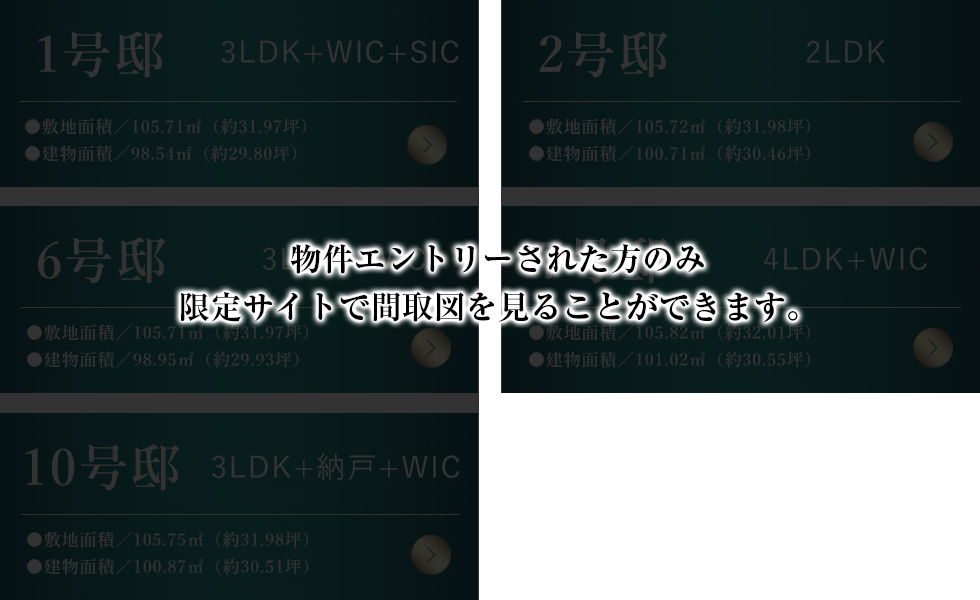 1号邸 3LDK+WIC+SIC
●敷地面積／105.71㎡（約31.97坪）
●建物面積／98.54㎡（約29.80坪）
2号邸 2LDK
●敷地面積／105.72㎡（約31.98坪）
●建物面積／100.71㎡（約30.46坪）
物件エントリーされた方のみ
限定サイトで間取図を見ることができます。
6号邸
●敷地面積／105.71㎡（約31.97坪）
●建物面積／98.95㎡（約29.93坪）
4LDK+WIC
●敷地面積／105.82㎡（約32.01坪）
●建物面積／101.02㎡（約30.55坪）
10号邸 3LDK+納戸+WIC
●敷地面積／105.75㎡（約31.98坪）
●建物面積／100.87㎡（約30.51坪）